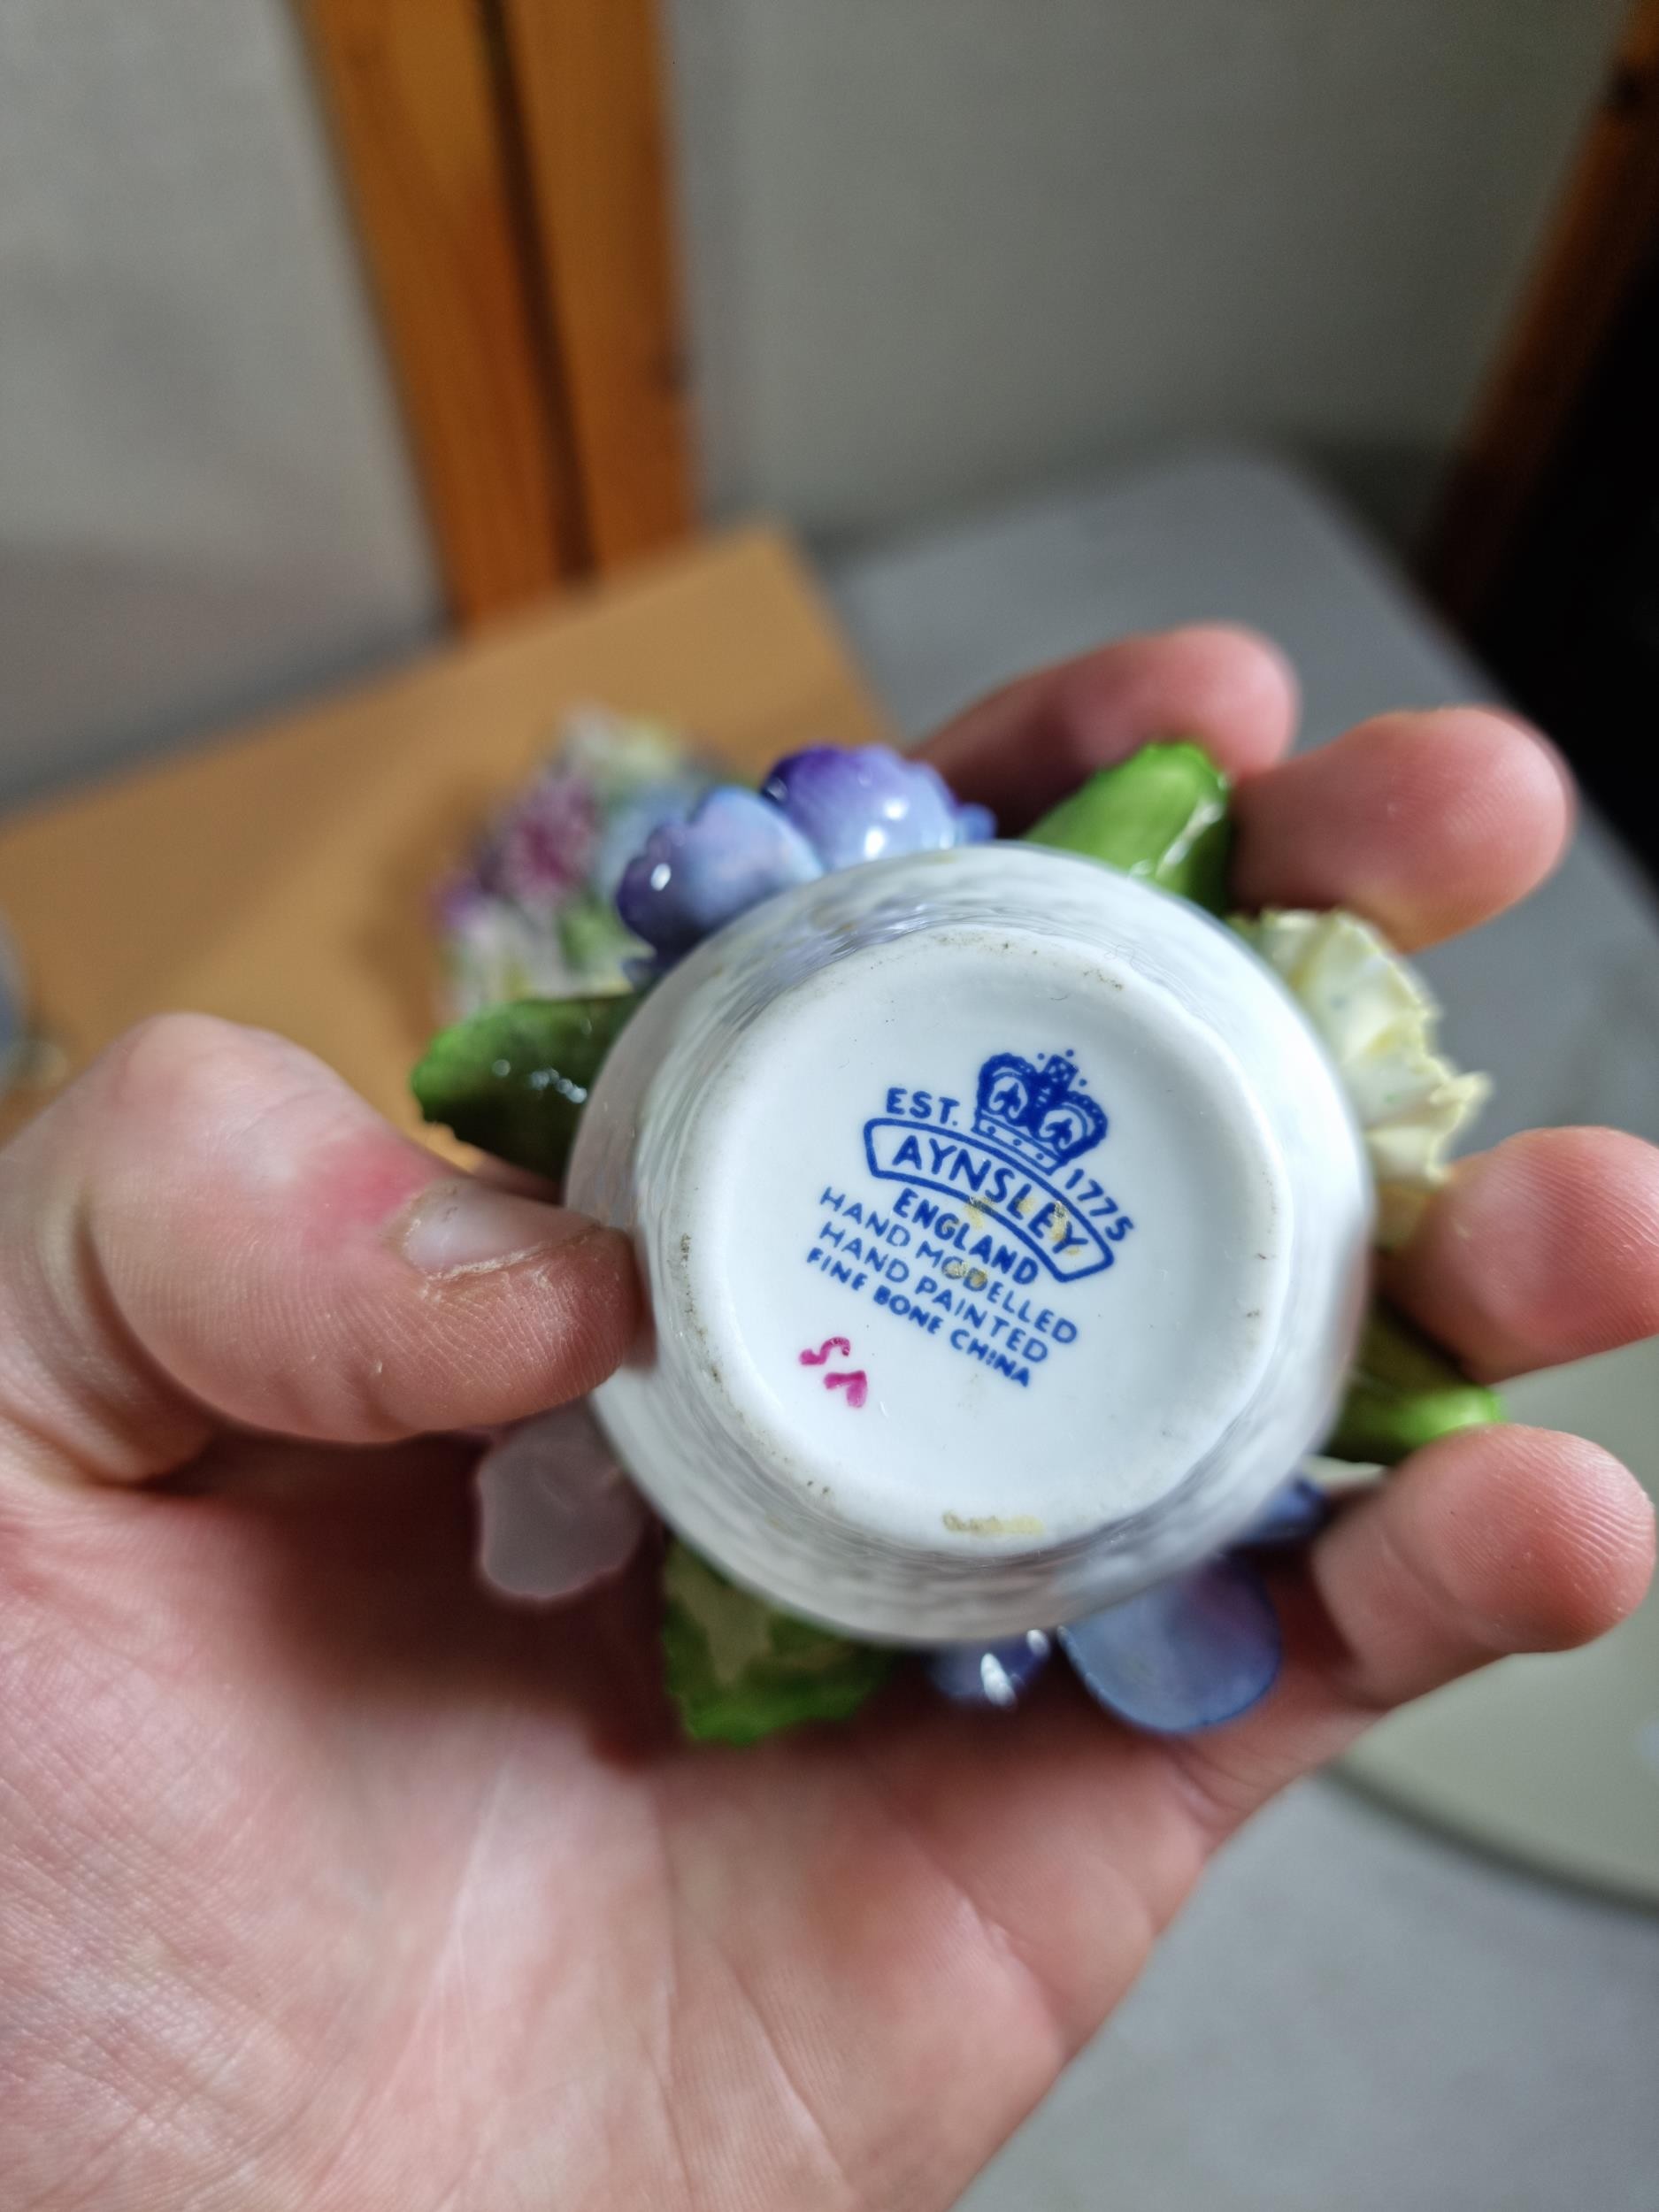 EST. 1775
AYNSLEY
ENGLAND
HAND MODELLED
HAND PAINTED
FINE BONE CHINA